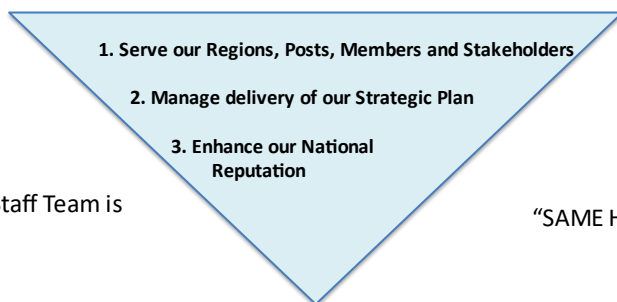 1. Serve our Regions, Posts, Members and Stakeholders
2. Manage delivery of our Strategic Plan
3. Enhance our National
Reputation
Staff Team is
“SAME H